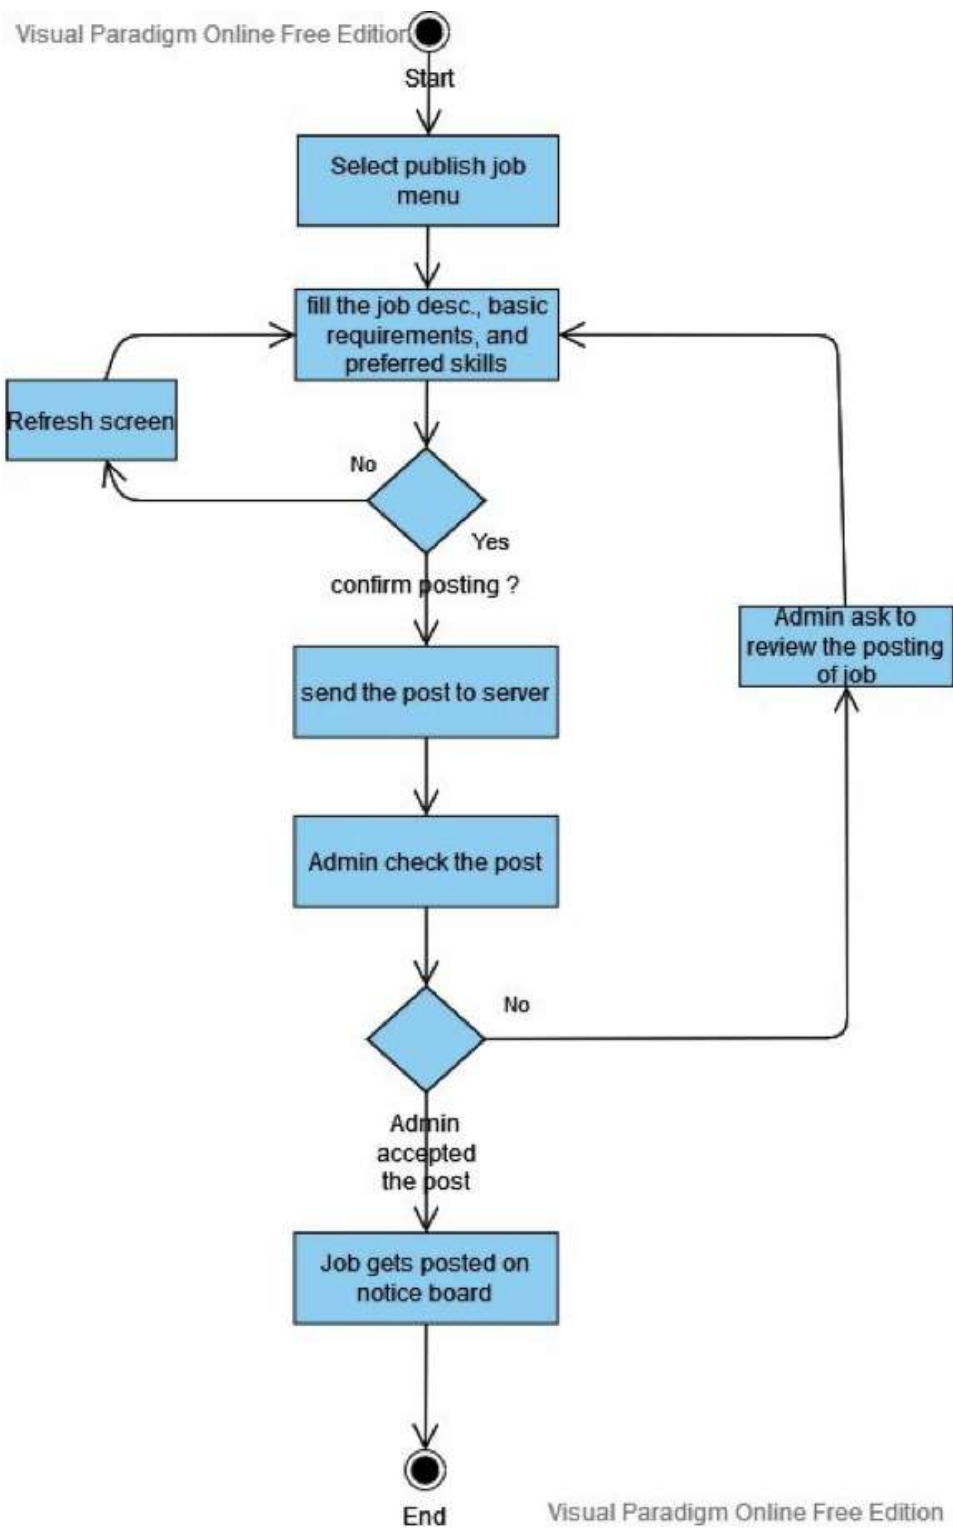 Visual Paradigm Online Free Edition
Start
Select publish job
menu
fill the job desc., basic
requirements, and
preferred skills
Refresh screen
No
Yes
confirm posting ?
Admin ask to
review the posting
of job
send the post to server
Admin check the post
No
Admin
accepted
the post
Job gets posted on
notice board
End
Visual Paradigm Online Free Edition